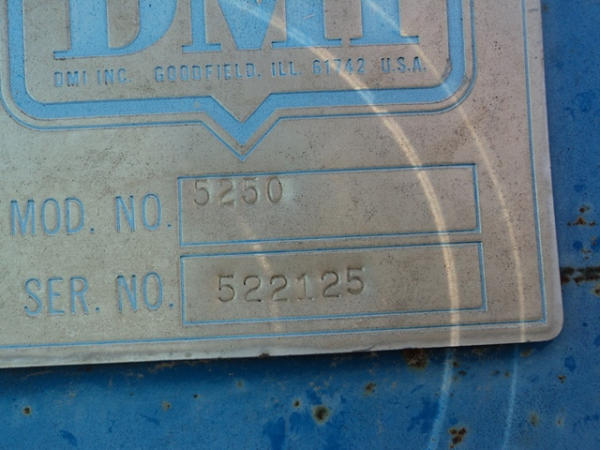 DMI
DMI INC. GOODFIELD, ILL. 61742 U.S.A.
MOD. NO. 5250
SER. NO. 522125